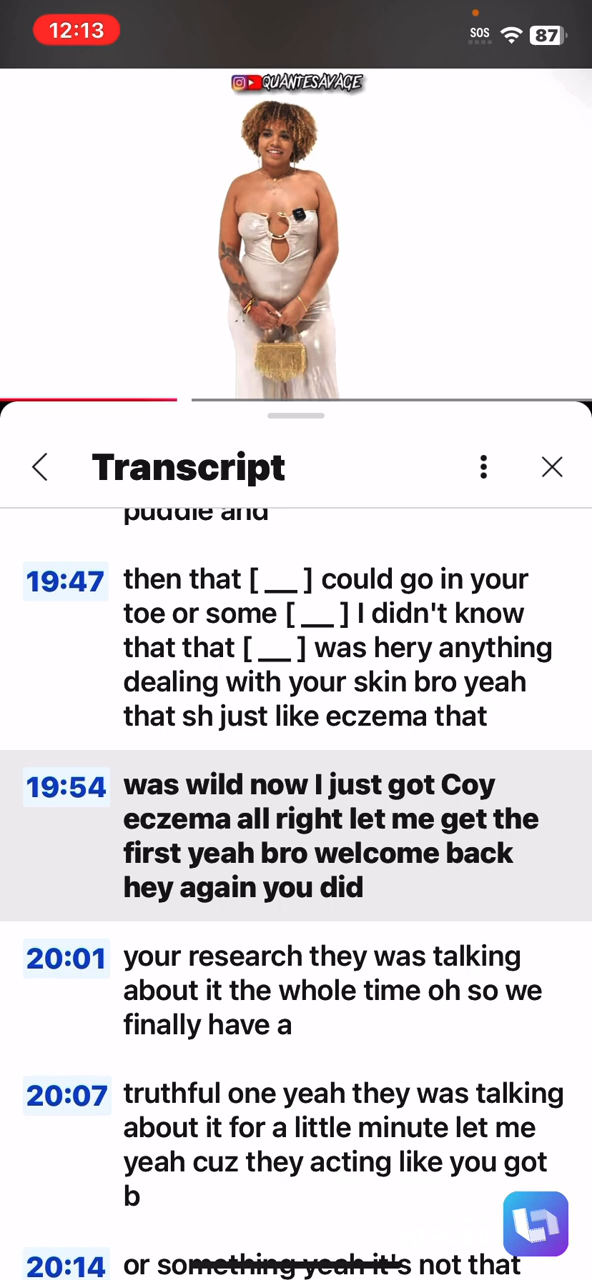 12:13
SOS
87
QUANTESAVAGE
Transcript
puddle and
19:47
then that [ __ ] could go in your
toe or some [ __ ] I didn't know
that that [ __ ] was hery anything
dealing with your skin bro yeah
that sh just like eczema that
19:54
was wild now I just got Coy
eczema all right let me get the
first yeah bro welcome back
hey again you did
20:01
your research they was talking
about it the whole time oh so we
finally have a
20:07
truthful one yeah they was talking
about it for a little minute let me
yeah cuz they acting like you got
b
20:14
or something yeah it's not that